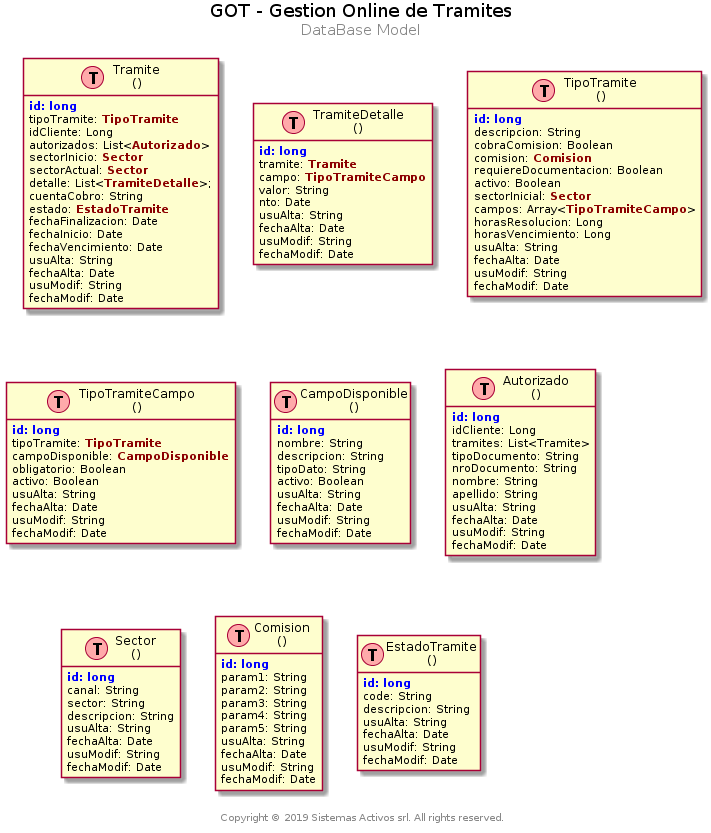 GOT - Gestion Online de Tramites
DataBase Model
T
Tramite
()
id: long
tipoTramite: TipoTramite
idCliente: Long
autorizados: List<Autorizado>
sectorInicio: Sector
sectorActual: Sector
detalle: List<TramiteDetalle>;
cuentaCobro: String
estado: EstadoTramite
fechaFinalizacion: Date
fechaInicio: Date
fechaVencimiento: Date
usuAlta: String
fechaAlta: Date
usuModif: String
fechaModif: Date
T
TramiteDetalle
()
id: long
tramite: Tramite
campo: TipoTramiteCampo
valor: String
nto: Date
usuAlta: String
fechaAlta: Date
usuModif: String
fechaModif: Date
T
TipoTramite
()
id: long
descripcion: String
cobraComision: Boolean
comision: Comision
requiereDocumentacion: Boolean
activo: Boolean
sectorInicial: Sector
campos: Array<TipoTramiteCampo>
horasResolucion: Long
horasVencimiento: Long
usuAlta: String
fechaAlta: Date
usuModif: String
fechaModif: Date
T
TipoTramiteCampo
()
id: long
tipoTramite: TipoTramite
campoDisponible: CampoDisponible
obligatorio: Boolean
activo: Boolean
usuAlta: String
fechaAlta: Date
usuModif: String
fechaModif: Date
T
CampoDisponible
()
id: long
nombre: String
descripcion: String
tipoDato: String
activo: Boolean
usuAlta: String
fechaAlta: Date
usuModif: String
fechaModif: Date
T
Autorizado
()
id: long
idCliente: Long
tramites: List<Tramite>
tipoDocumento: String
nroDocumento: String
nombre: String
apellido: String
usuAlta: String
fechaAlta: Date
usuModif: String
fechaModif: Date
T
Sector
()
id: long
canal: String
sector: String
descripcion: String
usuAlta: String
fechaAlta: Date
usuModif: String
fechaModif: Date
T
Comision
()
id: long
param1: String
param2: String
param3: String
param4: String
param5: String
usuAlta: String
fechaAlta: Date
usuModif: String
fechaModif: Date
T
EstadoTramite
()
id: long
code: String
descripcion: String
usuAlta: String
fechaAlta: Date
usuModif: String
fechaModif: Date
Copyright © 2019 Sistemas Activos srl. All rights reserved.